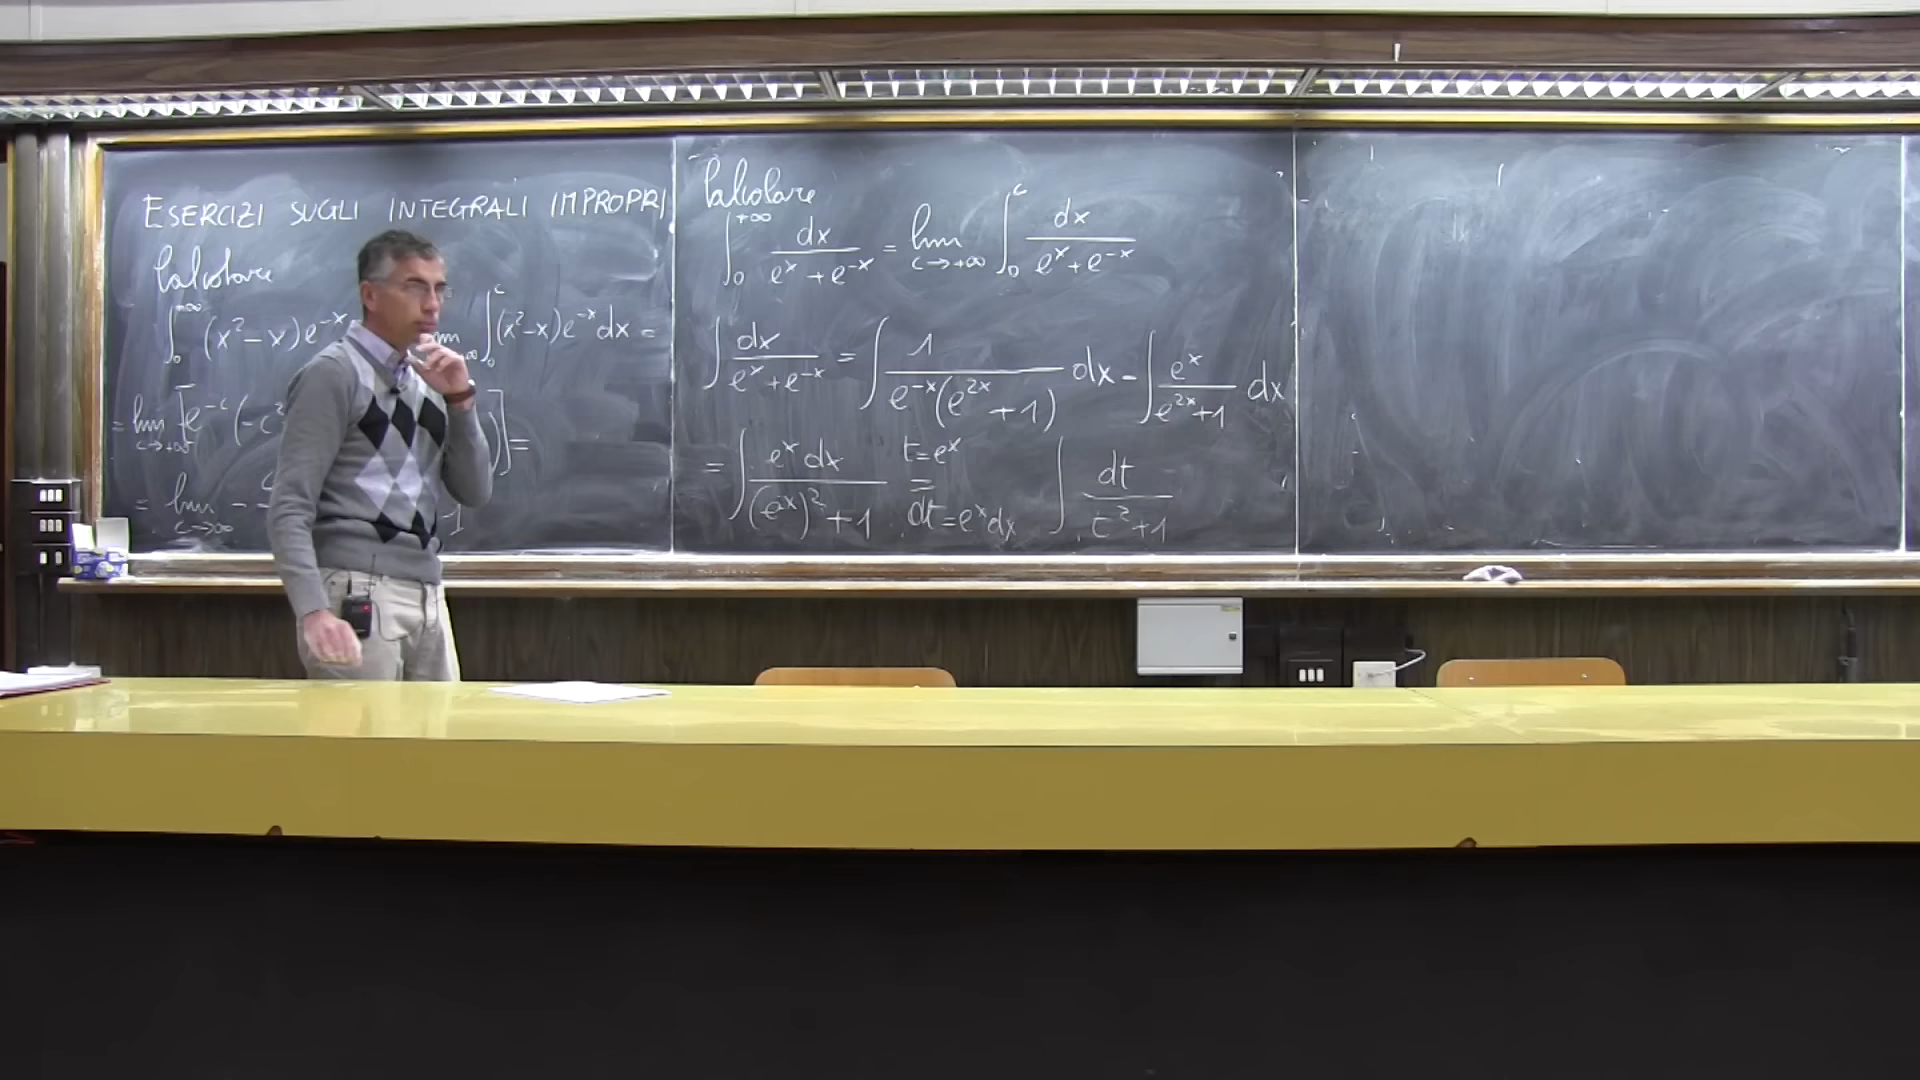 ESERCIZI SUGLI INTEGRALI IMPROPRI
Calcolare
∫₀^{+∞} (x²-x)e^{-x} ∫₀^c (x²-x)e^{-x}dx =
= lim_{c→+∞} [e^{-c}(-c² )]=
= lim_{c→∞} - -1
Calcolare
∫₀^{+∞} dx/(e^x+e^{-x}) = lim_{c→+∞} ∫₀^c dx/(e^x+e^{-x})
∫ dx/(e^x+e^{-x}) = ∫ 1/(e^{-x}(e^{2x}+1)) dx = ∫ e^x/(e^{2x}+1) dx
= ∫ e^x dx/((e^x)²+1) t=e^x = dt=e^x dx ∫ dt/(t²+1)